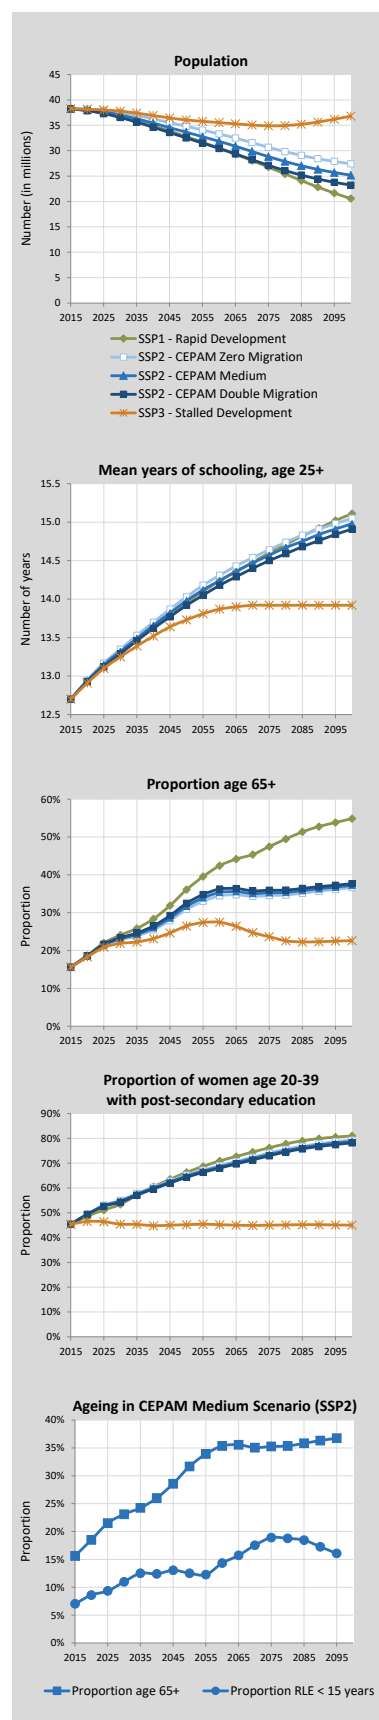 Population
Number (in millions)
45
40
35
30
25
20
15
10
5
0
2015 2025 2035 2045 2055 2065 2075 2085 2095
SSP1 - Rapid Development
SSP2 - CEPAM Zero Migration
SSP2 - CEPAM Medium
SSP2 - CEPAM Double Migration
SSP3 - Stalled Development
Mean years of schooling, age 25+
Number of years
15.5
15.0
14.5
14.0
13.5
13.0
12.5
2015 2025 2035 2045 2055 2065 2075 2085 2095
Proportion age 65+
Proportion
60%
50%
40%
30%
20%
10%
0%
2015 2025 2035 2045 2055 2065 2075 2085 2095
Proportion of women age 20-39
with post-secondary education
Proportion
90%
80%
70%
60%
50%
40%
30%
20%
10%
0%
2015 2025 2035 2045 2055 2065 2075 2085 2095
Ageing in CEPAM Medium Scenario (SSP2)
Proportion
40%
35%
30%
25%
20%
15%
10%
5%
0%
2015 2025 2035 2045 2055 2065 2075 2085 2095
Proportion age 65+ Proportion RLE < 15 years